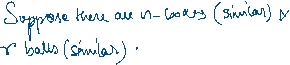 Suppose there are n-boxes (similar) &
r balls (similar).